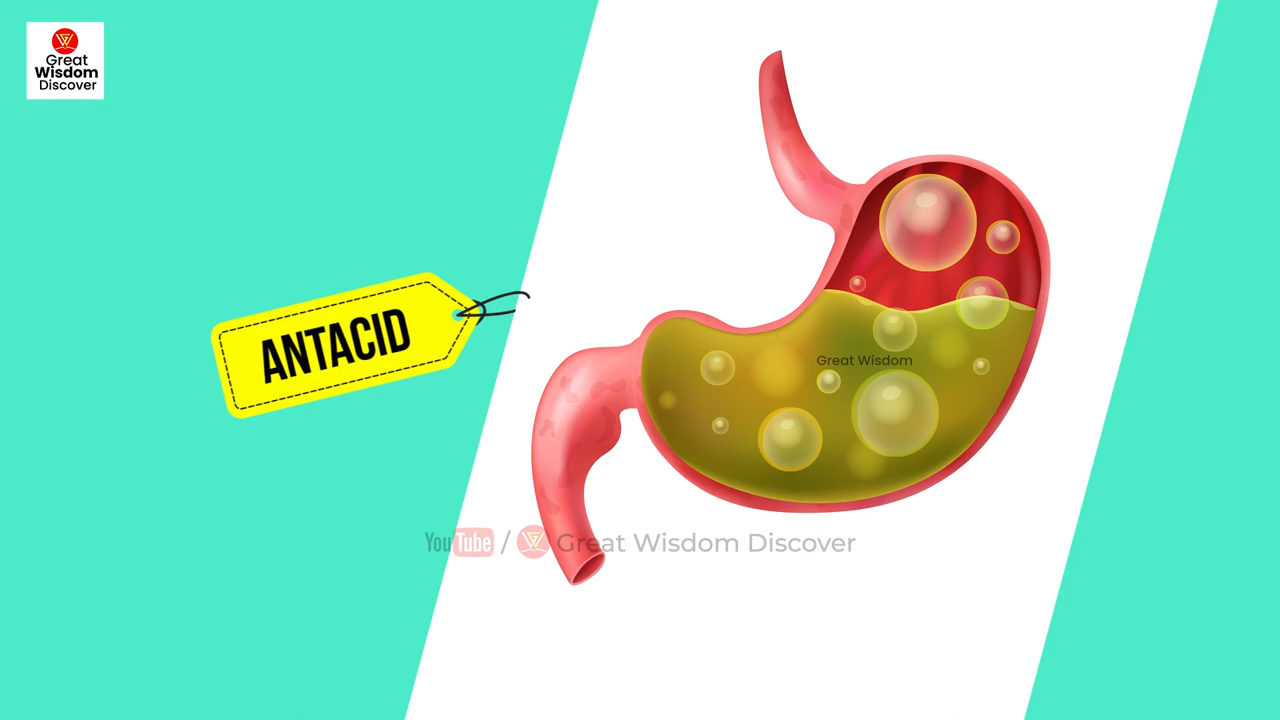 Great
Wisdom
Discover
ANTACID
Great Wisdom
YouTube / Great Wisdom Discover